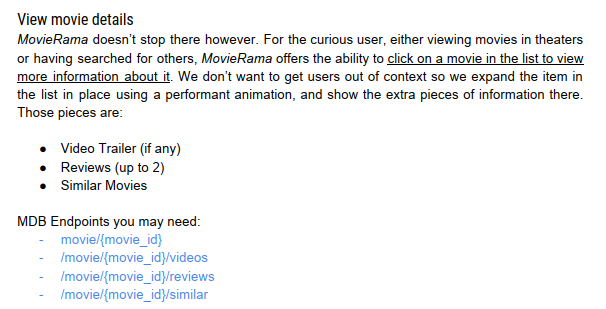 View movie details
MovieRama doesn't stop there however. For the curious user, either viewing movies in theaters
or having searched for others, MovieRama offers the ability to click on a movie in the list to view
more information about it. We don't want to get users out of context so we expand the item in
the list in place using a performant animation, and show the extra pieces of information there.
Those pieces are:
● Video Trailer (if any)
● Reviews (up to 2)
● Similar Movies
MDB Endpoints you may need:
- movie/{movie_id}
- /movie/{movie_id}/videos
- /movie/{movie_id}/reviews
- /movie/{movie_id}/similar